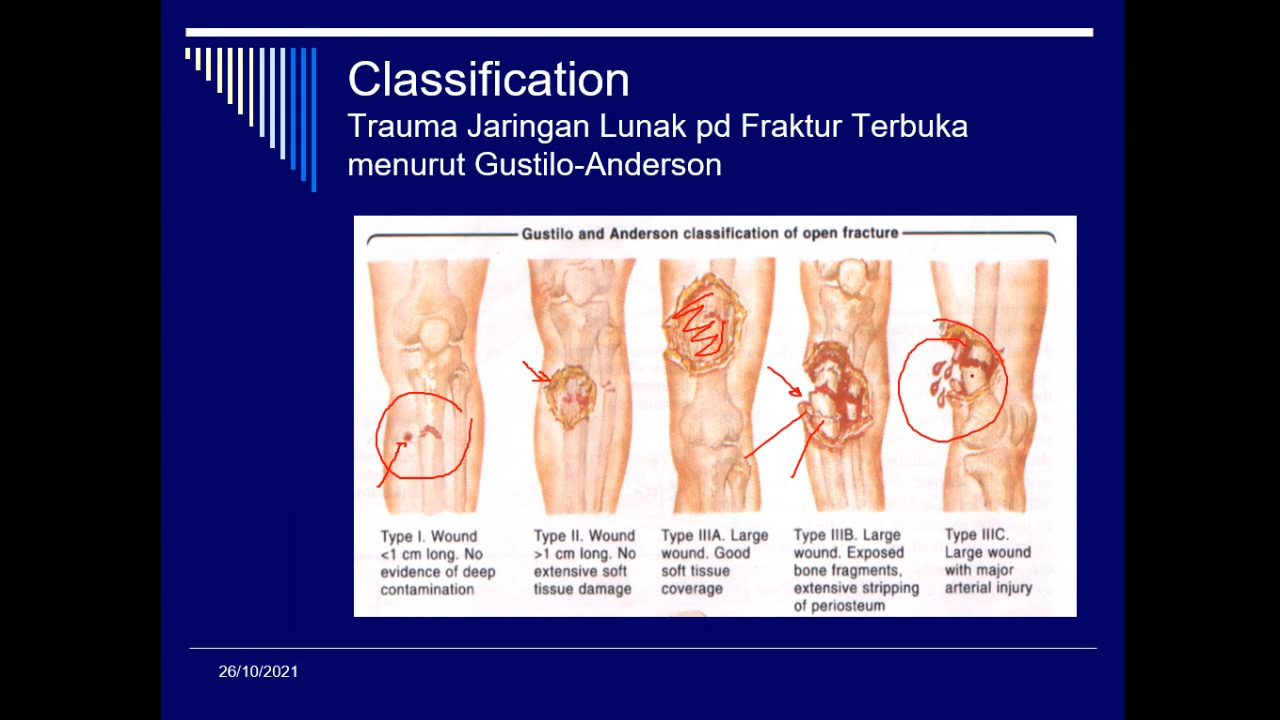 Classification
Trauma Jaringan Lunak pd Fraktur Terbuka
menurut Gustilo-Anderson
Gustilo and Anderson classification of open fracture
Type I. Wound
<1 cm long. No
evidence of deep
contamination
Type II. Wound
>1 cm long. No
extensive soft
tissue damage
Type IIIA. Large
wound. Good
soft tissue
coverage
Type IIIB. Large
wound. Exposed
bone fragments,
extensive stripping
of periosteum
Type IIIC.
Large wound
with major
arterial injury
26/10/2021